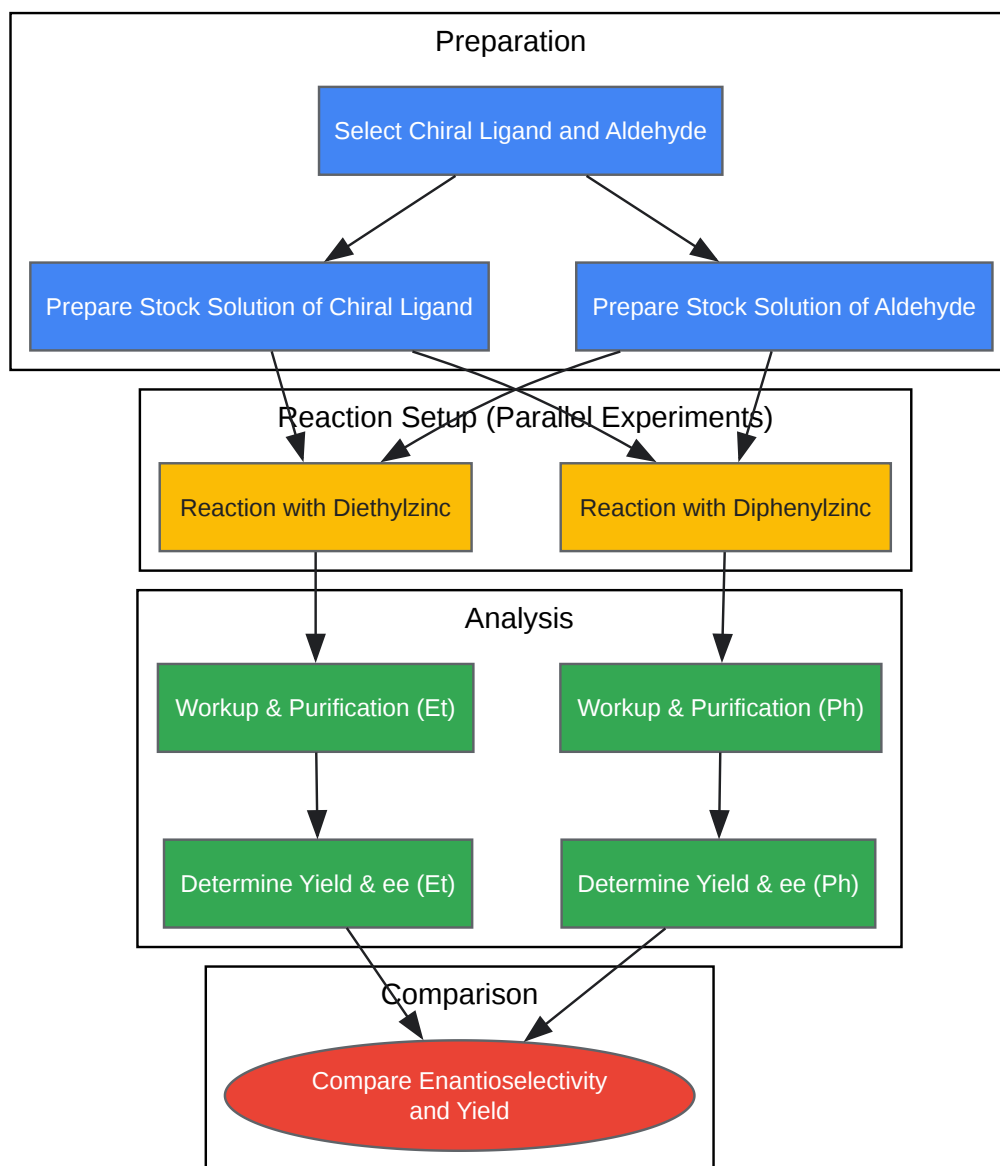 Preparation
Select Chiral Ligand and Aldehyde
Prepare Stock Solution of Chiral Ligand
Prepare Stock Solution of Aldehyde
Reaction Setup (Parallel Experiments)
Reaction with Diethylzinc
Reaction with Diphenylzinc
Analysis
Workup & Purification (Et)
Workup & Purification (Ph)
Determine Yield & ee (Et)
Determine Yield & ee (Ph)
Comparison
Compare Enantioselectivity
and Yield